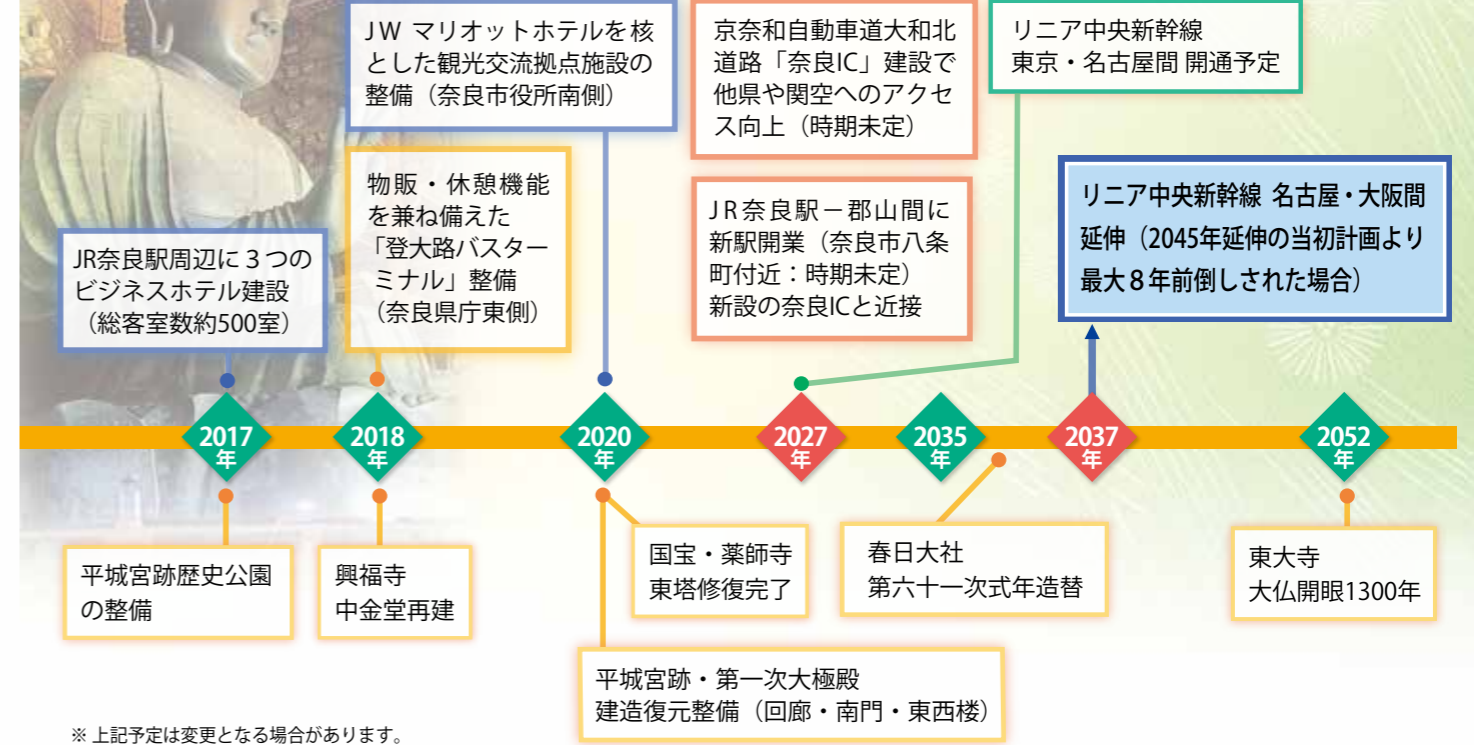 JW マリオットホテルを核
とした観光交流拠点施設の
整備（奈良市役所南側）
京奈和自動車道大和北
道路「奈良IC」建設で
他県や関空へのアクセ
ス向上（時期未定）
リニア中央新幹線
東京・名古屋間 開通予定
物販・休憩機能
を兼ね備えた
「登大路バスター
ミナル」整備
（奈良県庁東側）
JR奈良駅－郡山間に
新駅開業（奈良市八条
町付近：時期未定）
新設の奈良ICと近接
リニア中央新幹線 名古屋・大阪間
延伸（2045年延伸の当初計画より
最大８年前倒しされた場合）
JR奈良駅周辺に３つの
ビジネスホテル建設
（総客室数約500室）
2017
年
2018
年
2020
年
2027
年
2035
年
2037
年
2052
年
平城宮跡歴史公園
の整備
興福寺
中金堂再建
国宝・薬師寺
東塔修復完了
春日大社
第六十一次式年造替
東大寺
大仏開眼1300年
平城宮跡・第一次大極殿
建造復元整備（回廊・南門・東西楼）
※ 上記予定は変更となる場合があります。